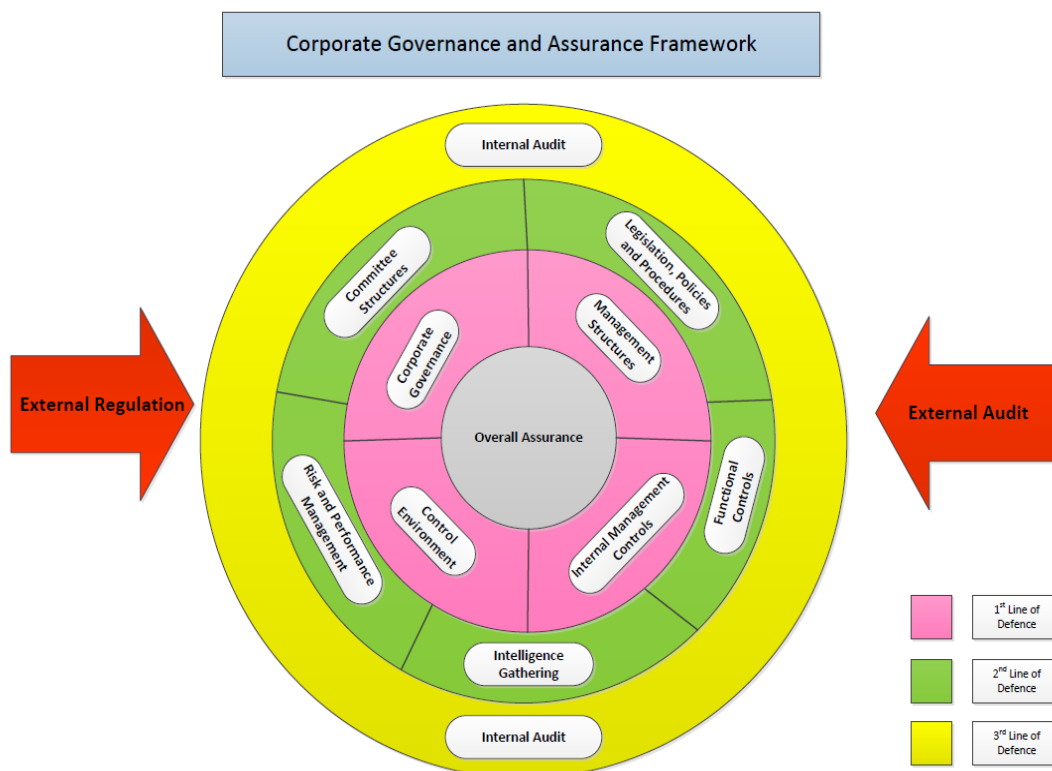 Corporate Governance and Assurance Framework
Internal Audit
Committee
Structures
Legislation, Policies
and Procedures
Corporate
Governance
Management
Structures
External Regulation
Overall Assurance
External Audit
Risk and Performance
Management
Control
Environment
Internal Management
Controls
Functional
Controls
Intelligence
Gathering
Internal Audit
1st Line of
Defence
2nd Line of
Defence
3rd Line of
Defence